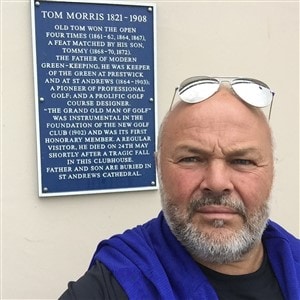 TOM MORRIS 1821-1908
OLD TOM WON THE OPEN
FOUR TIMES (1861-62, 1864, 1867),
A FEAT MATCHED BY HIS SON,
TOMMY (1868-70, 1872).
THE FATHER OF MODERN
GREEN-KEEPING, HE WAS KEEPER
OF THE GREEN AT PRESTWICK
AND AT ST ANDREWS (1864-1903),
A PIONEER OF PROFESSIONAL
GOLF; AND A PROLIFIC GOLF
COURSE DESIGNER.
"THE GRAND OLD MAN OF GOLF"
WAS INSTRUMENTAL IN THE
FOUNDATION OF THE NEW GOLF
CLUB (1902) AND WAS ITS FIRST
HONORARY MEMBER. A REGULAR
VISITOR, HE DIED ON 24TH MAY
SHORTLY AFTER A TRAGIC FALL
IN THIS CLUBHOUSE.
FATHER AND SON ARE BURIED IN
ST ANDREWS CATHEDRAL.